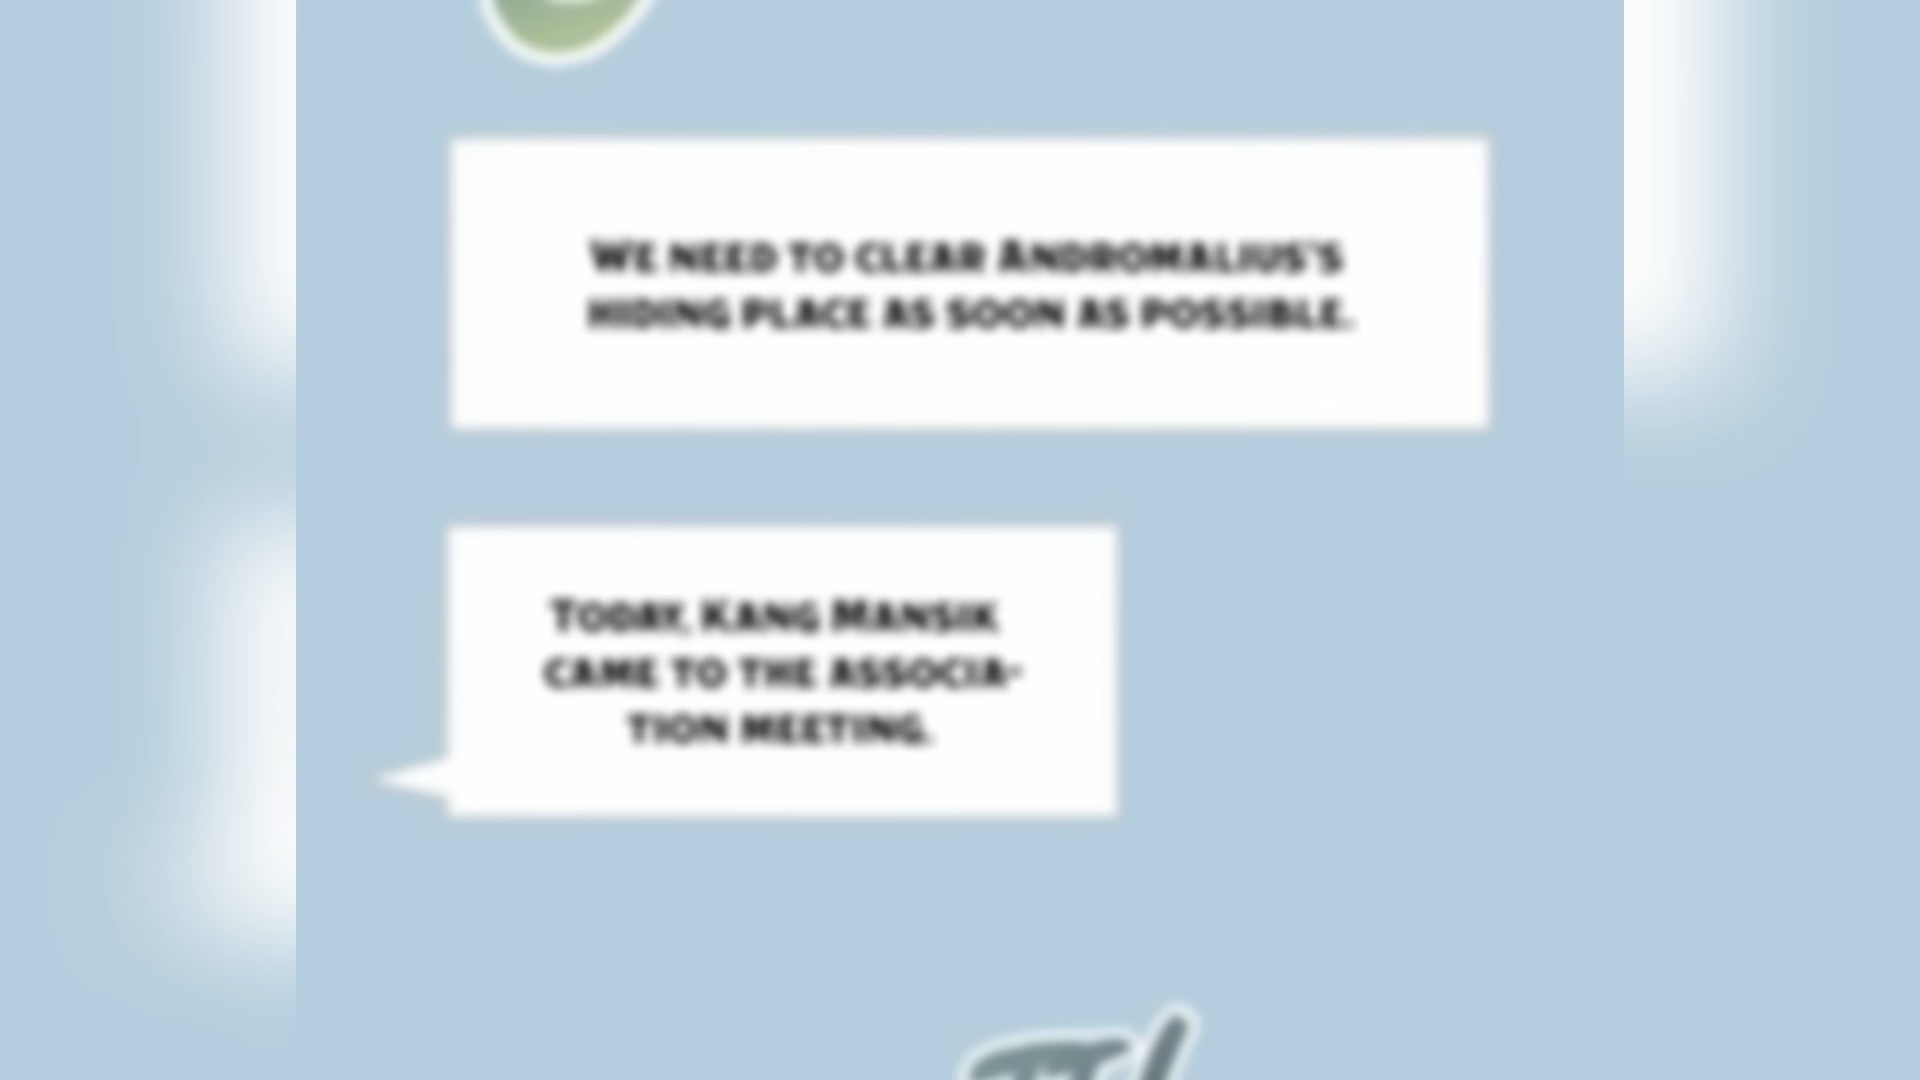 We need to clear Andromalius's
hiding place as soon as possible.
Today, Kang Mansik
came to the associa-
tion meeting.